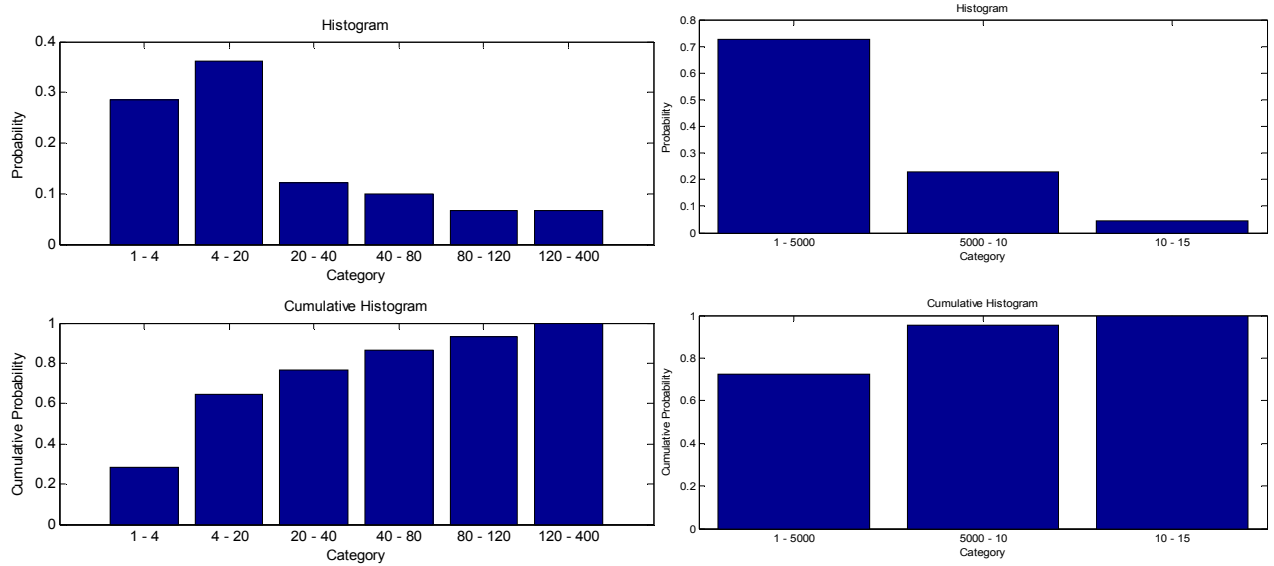 Histogram
0.4
0.3
0.2
0.1
0
Probability
1 - 4 4 - 20 20 - 40 40 - 80 80 - 120 120 - 400
Category
Histogram
0.8
0.7
0.6
0.5
0.4
0.3
0.2
0.1
0
Probability
1 - 5000 5000 - 10 10 - 15
Category
Cumulative Histogram
1
0.8
0.6
0.4
0.2
0
Cumulative Probability
1 - 4 4 - 20 20 - 40 40 - 80 80 - 120 120 - 400
Category
Cumulative Histogram
1
0.8
0.6
0.4
0.2
0
Cumulative Probability
1 - 5000 5000 - 10 10 - 15
Category